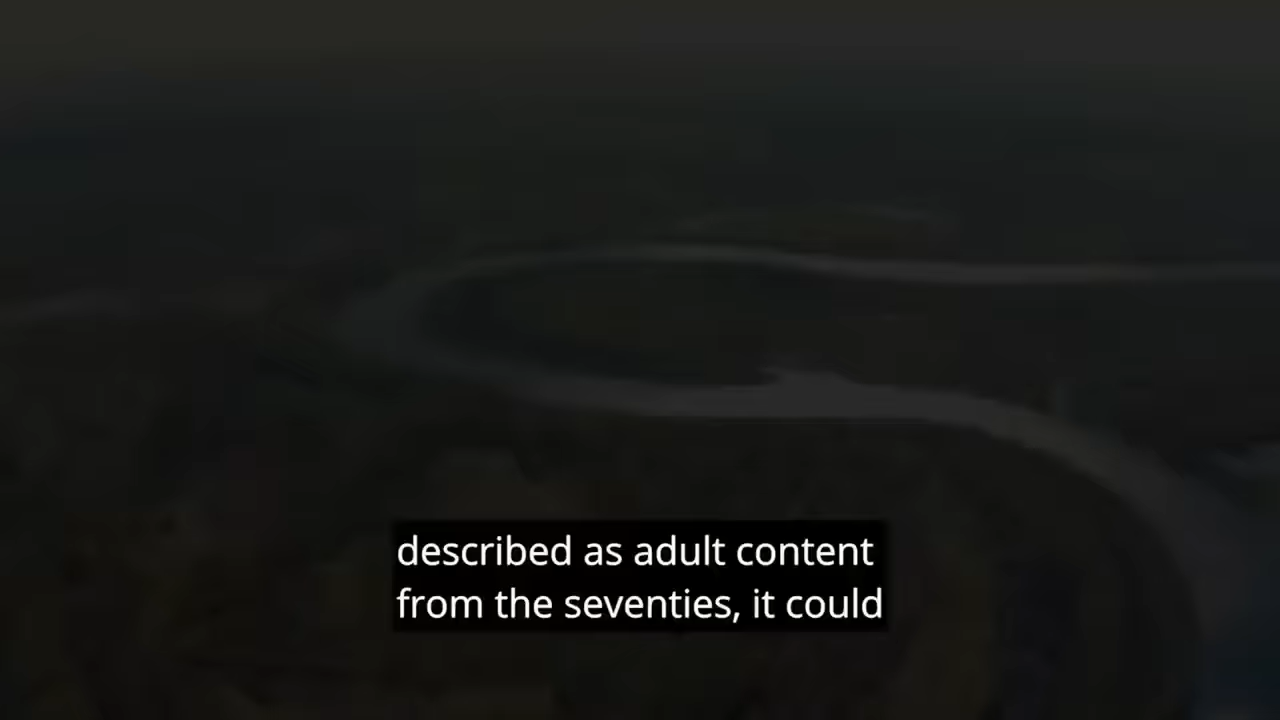 described as adult content
from the seventies, it could